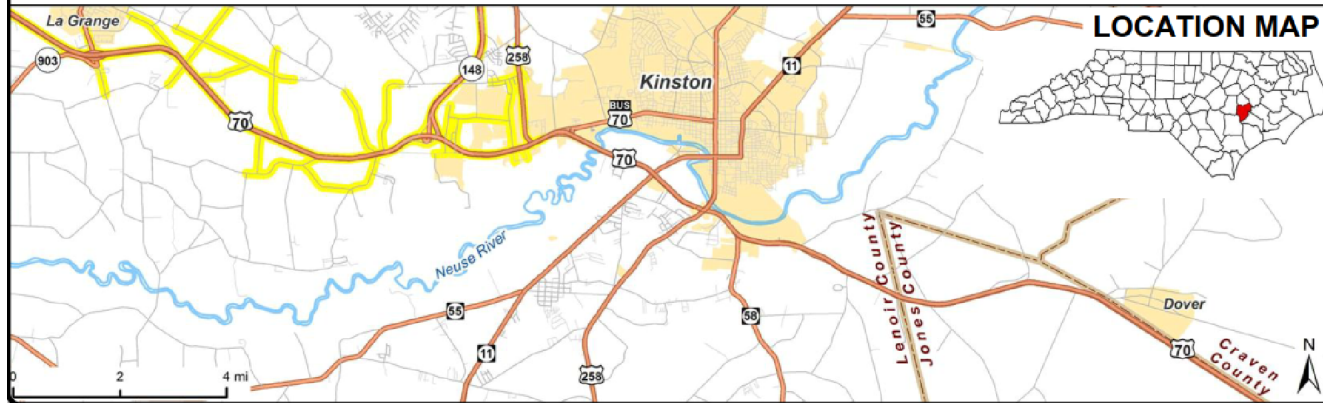 La Grange
903
70
148
258
Kinston
BUS
70
70
11
55
LOCATION MAP
Neuse River
55
11
258
58
Lenoir County
Jones County
Dover
70
Craven
County
N
0 2 4 mi